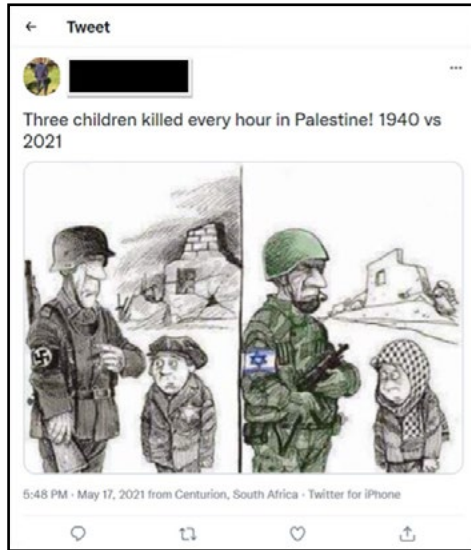 Tweet
Three children killed every hour in Palestine! 1940 vs
2021
5:48 PM · May 17, 2021 from Centurion, South Africa · Twitter for iPhone